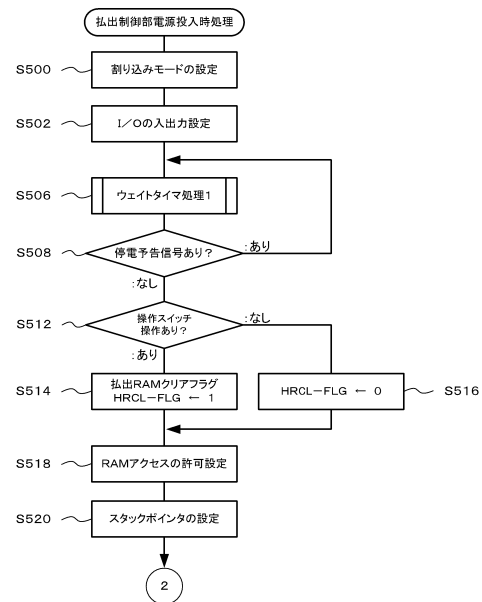 払出制御部電源投入時処理
S500
割り込みモードの設定
S502
I／Oの入出力設定
S506
ウェイトタイマ処理1
S508
停電予告信号あり？
：あり
：なし
S512
操作スイッチ
操作あり？
：なし
：あり
S514
払出RAMクリアフラグ
HRCL−FLG ← 1
HRCL−FLG ← 0
S516
S518
RAMアクセスの許可設定
S520
スタックポインタの設定
2